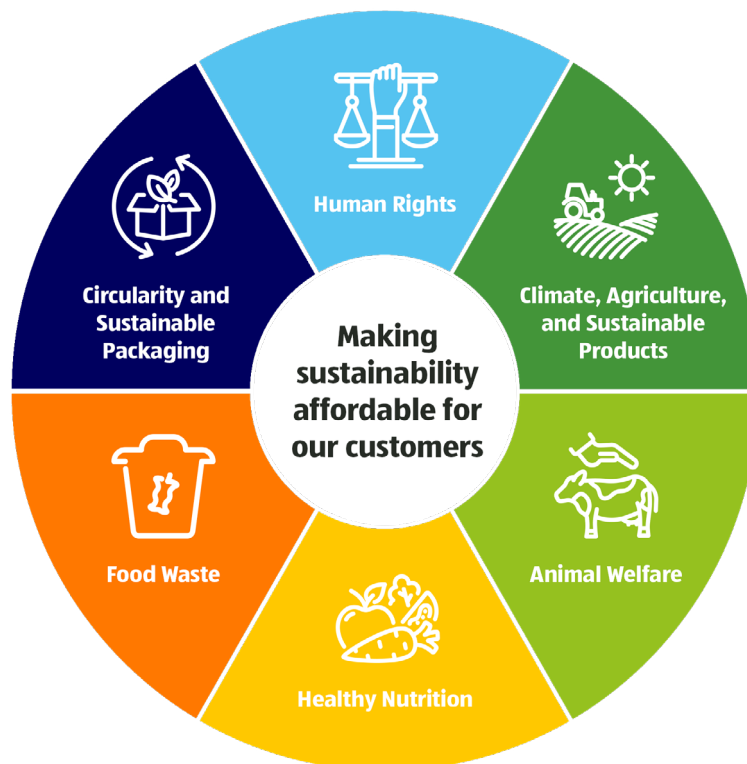 Human Rights
Climate, Agriculture,
and Sustainable
Products
Animal Welfare
Healthy Nutrition
Food Waste
Circularity and
Sustainable
Packaging
Making
sustainability
affordable for
our customers